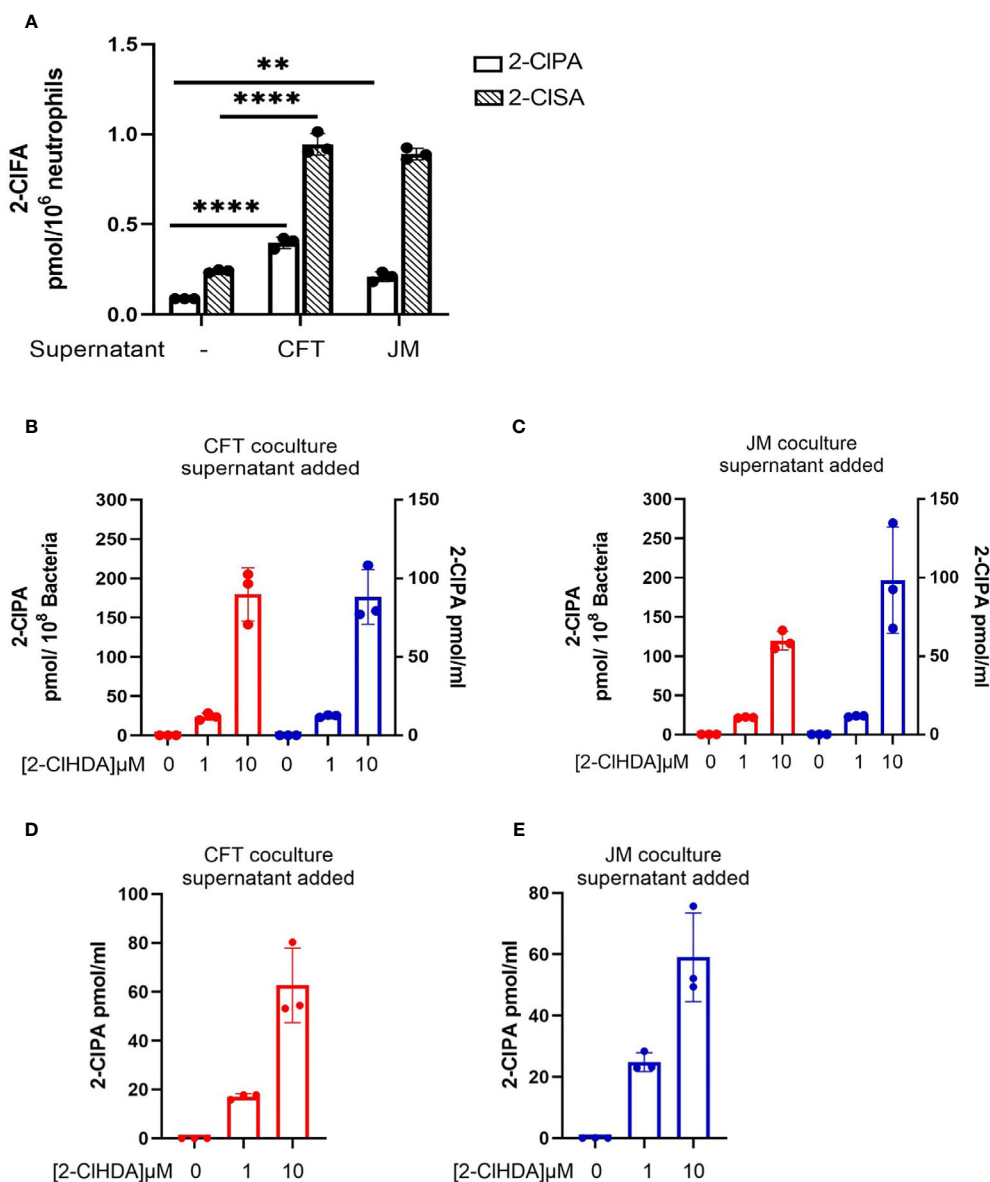 A
2-ClFA
pmol/10⁶ neutrophils
1.5
1.0
0.5
0.0
**
****
****
2-ClPA
2-ClSA
Supernatant - CFT JM
B
CFT coculture
supernatant added
2-ClPA
pmol/ 10⁸ Bacteria
300
250
200
150
100
50
0
150
100
50
0
2-ClPA pmol/ml
[2-ClHDA]µM 0 1 10 0 1 10
C
JM coculture
supernatant added
2-ClPA
pmol/ 10⁸ Bacteria
300
250
200
150
100
50
0
150
100
50
0
2-ClPA pmol/ml
[2-ClHDA]µM 0 1 10 0 1 10
D
CFT coculture
supernatant added
2-ClPA pmol/ml
100
80
60
40
20
0
[2-ClHDA]µM 0 1 10
E
JM coculture
supernatant added
2-ClPA pmol/ml
80
60
40
20
0
[2-ClHDA]µM 0 1 10